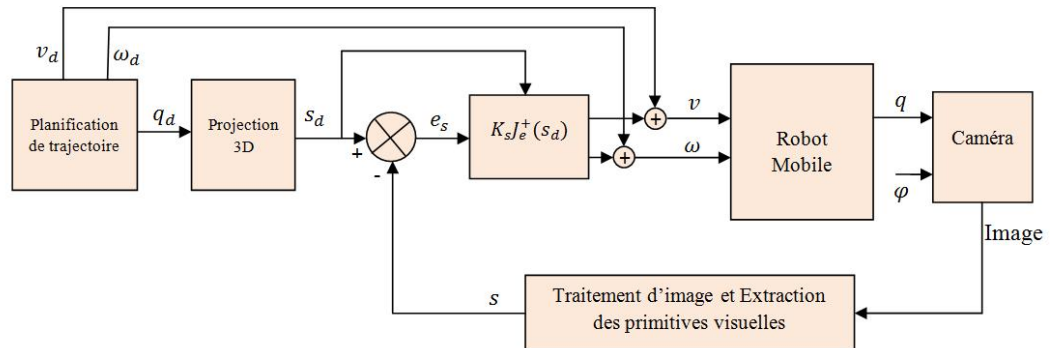 v_d
ω_d
Planification
de trajectoire
q_d
Projection
3D
s_d
+
-
e_s
K_s J_e^+(s_d)
+
+
v
ω
Robot
Mobile
q
φ
Caméra
Image
Traitement d'image et Extraction
des primitives visuelles
s